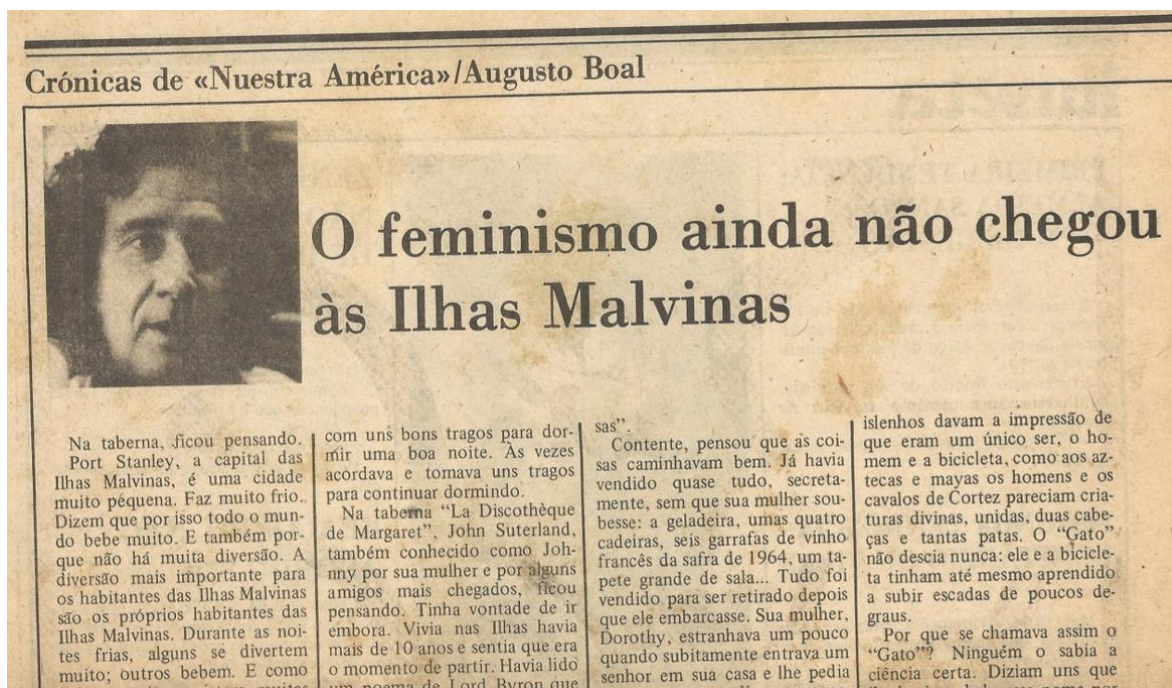 Crónicas de «Nuestra América»/Augusto Boal
O feminismo ainda não chegou
às Ilhas Malvinas
Na taberna, ficou pensando.
Port Stanley, a capital das
Ilhas Malvinas, é uma cidade
muito péquena. Faz muito frio.
Dizem que por isso todo o mun-
do bebe muito. E também por-
que não há muita diversão. A
diversão mais importante para
os habitantes das Ilhas Malvinas
são os próprios habitantes das
Ilhas Malvinas. Durante as noi-
tes frias, alguns se divertem
muito; outros bebem. E como
com uns bons tragos para dor-
mir uma boa noite. Às vezes
acordava e tomava uns tragos
para continuar dormindo.
Na taberna "La Discothèque
de Margaret", John Suterland,
também conhecido como Joh-
nny por sua mulher e por alguns
amigos mais chegados, ficou
pensando. Tinha vontade de ir
embora. Vivia nas Ilhas havia
mais de 10 anos e sentia que era
o momento de partir. Havia lido
um poema de Lord Byron que
sas".
Contente, pensou que as coi-
sas caminhavam bem. Já havia
vendido quase tudo, secreta-
mente, sem que sua mulher sou-
besse: a geladeira, umas quatro
cadeiras, seis garrafas de vinho
francês da safra de 1964, um ta-
pete grande de sala... Tudo foi
vendido para ser retirado depois
que ele embarcasse. Sua mulher,
Dorothy, estranhava um pouco
quando subitamente entrava um
senhor em sua casa e lhe pedia
islenhos davam a impressão de
que eram um único ser, o ho-
mem e a bicicleta, como aos az-
tecas e mayas os homens e os
cavalos de Cortez pareciam cria-
turas divinas, unidas, duas cabe-
ças e tantas patas. O "Gato"
não descia nunca: ele e a bicicle-
ta tinham até mesmo aprendido
a subir escadas de poucos de-
graus.
Por que se chamava assim o
"Gato"? Ninguém o sabia a
ciência certa. Diziam uns que